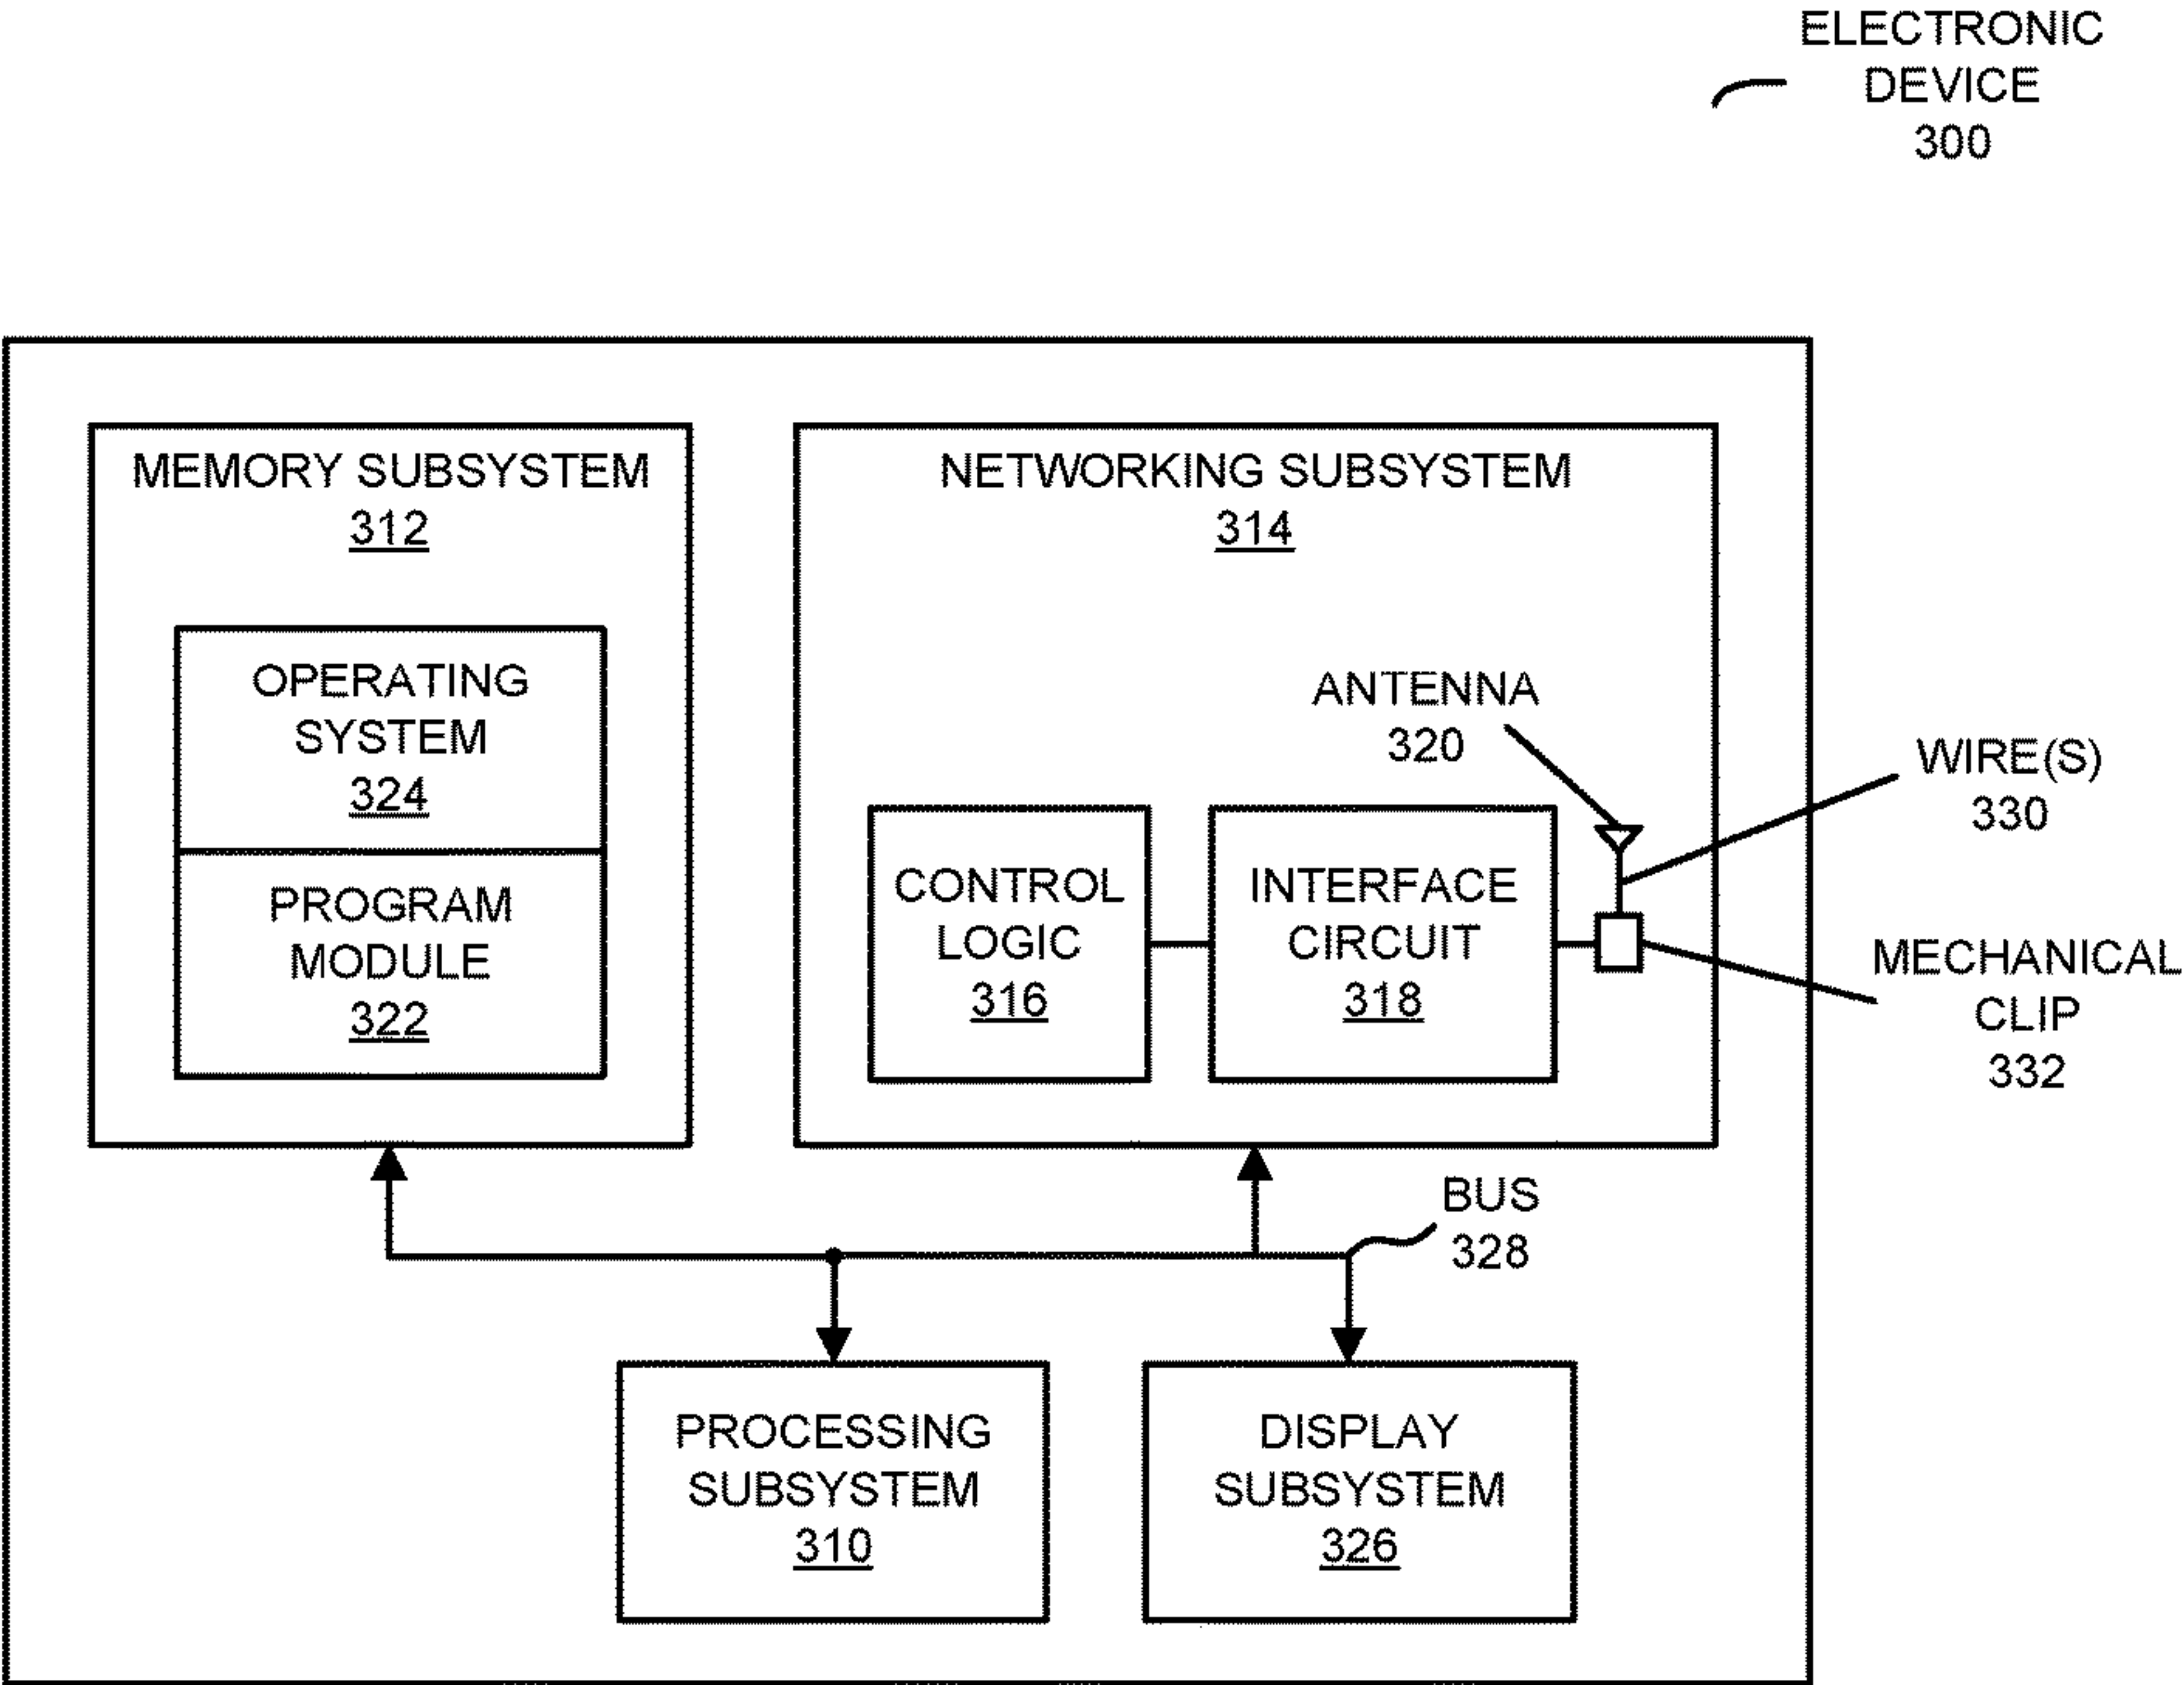 ELECTRONIC
DEVICE
300
MEMORY SUBSYSTEM
312
OPERATING
SYSTEM
324
PROGRAM
MODULE
322
NETWORKING SUBSYSTEM
314
ANTENNA
320
CONTROL
LOGIC
316
INTERFACE
CIRCUIT
318
WIRE(S)
330
MECHANICAL
CLIP
332
BUS
328
PROCESSING
SUBSYSTEM
310
DISPLAY
SUBSYSTEM
326